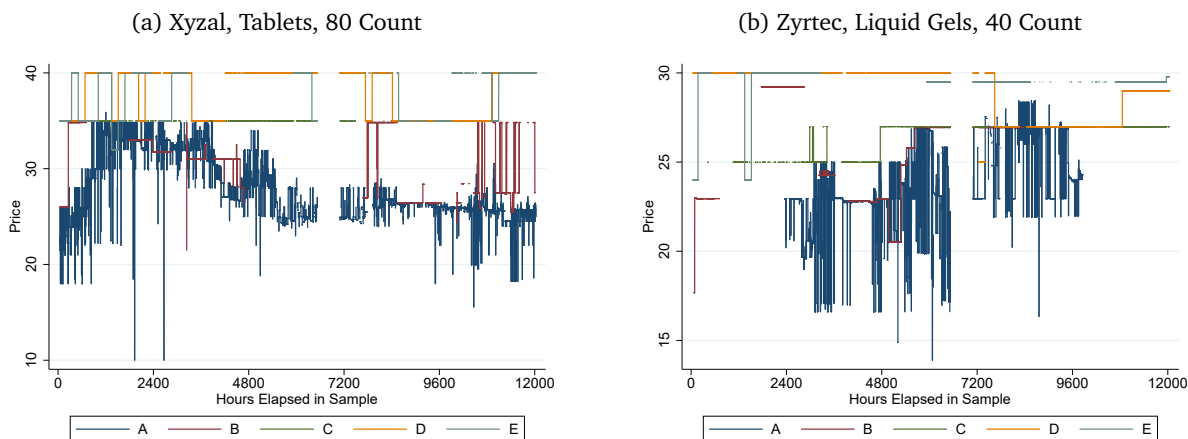 (a) Xyzal, Tablets, 80 Count
40
30
20
10
Price
0 2400 4800 7200 9600 12000
Hours Elapsed in Sample
A B C D E
(b) Zyrtec, Liquid Gels, 40 Count
30
25
20
15
Price
0 2400 4800 7200 9600 12000
Hours Elapsed in Sample
A B C D E